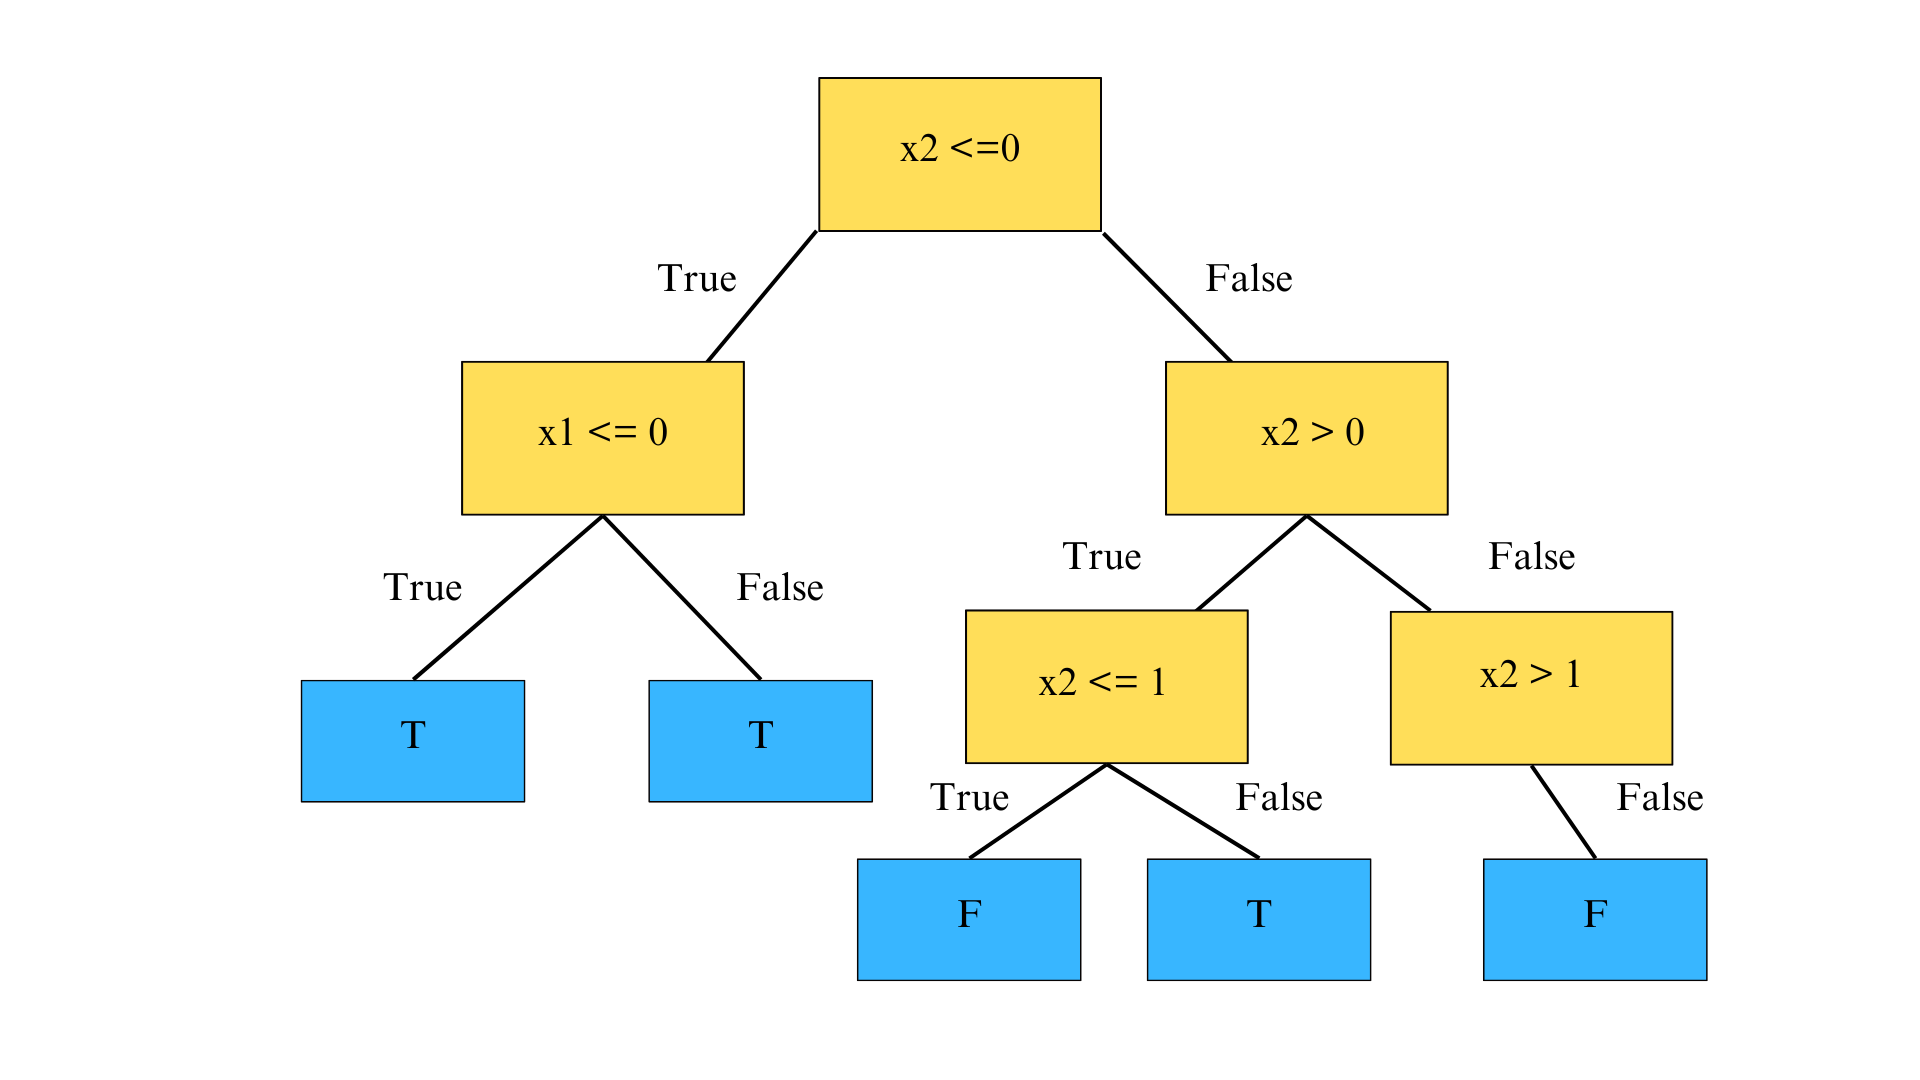 x2 <=0
True
False
x1 <= 0
x2 > 0
True
False
True
False
x2 <= 1
x2 > 1
T
T
True
False
False
F
T
F